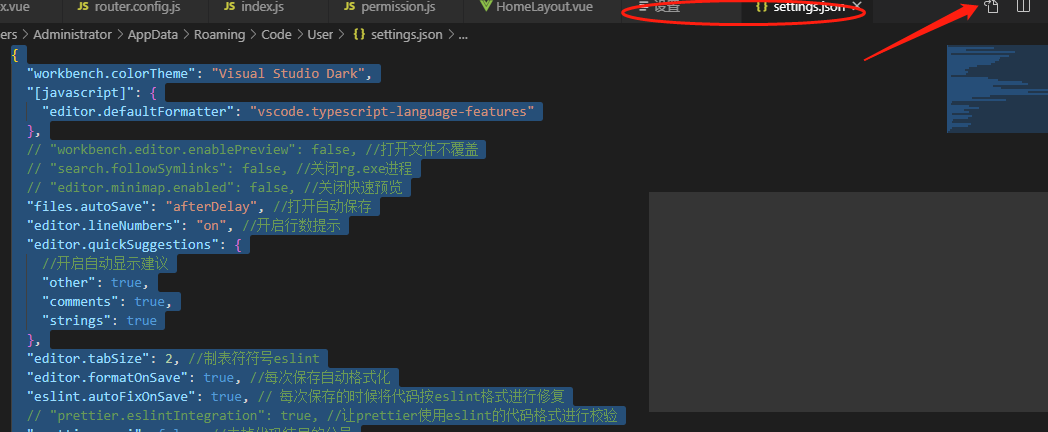 x.vue router.config.js JS index.js JS permission.js HomeLayout.vue 设置 {} settings.json ×
ers > Administrator > AppData > Roaming > Code > User > {} settings.json > ...
{
"workbench.colorTheme": "Visual Studio Dark",
"[javascript]": {
"editor.defaultFormatter": "vscode.typescript-language-features"
},
// "workbench.editor.enablePreview": false, //打开文件不覆盖
// "search.followSymlinks": false, //关闭rg.exe进程
// "editor.minimap.enabled": false, //关闭快速预览
"files.autoSave": "afterDelay", //打开自动保存
"editor.lineNumbers": "on", //开启行数提示
"editor.quickSuggestions": {
//开启自动显示建议
"other": true,
"comments": true,
"strings": true
},
"editor.tabSize": 2, //制表符符号eslint
"editor.formatOnSave": true, //每次保存自动格式化
"eslint.autoFixOnSave": true, // 每次保存的时候将代码按eslint格式进行修复
// "prettier.eslintIntegration": true, //让prettier使用eslint的代码格式进行校验